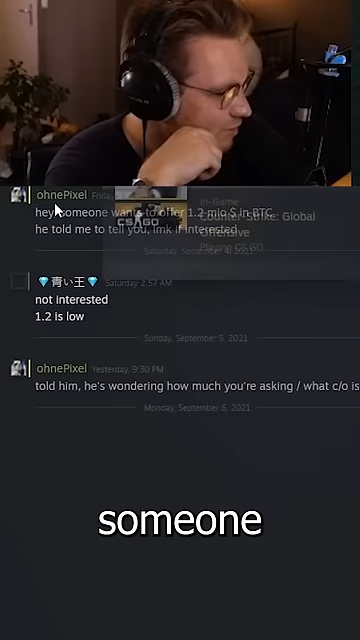 ohnePixel Friday
In-Game
hey someone wants to offer 1.2 mio $ in BTC
Counter-Strike: Global
Offensive
CS:GO
he told me to tell you, lmk if interested
Playing CS:GO
Saturday, September 4, 2021
💎青い王💎 Saturday 2:57 AM
not interested
1.2 is low
Sunday, September 5, 2021
ohnePixel Yesterday, 9:30 PM
told him, he's wondering how much you're asking / what c/o is
Monday, September 6, 2021
someone